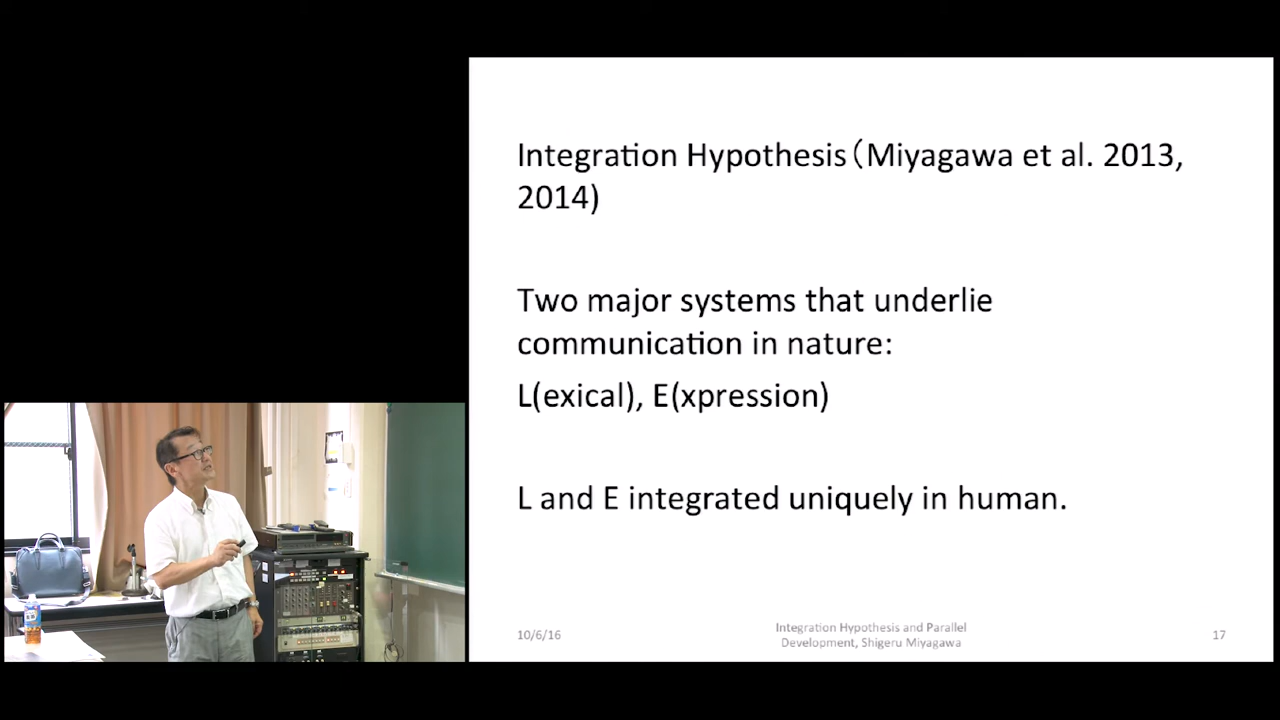 Integration Hypothesis（Miyagawa et al. 2013,
2014)
Two major systems that underlie
communication in nature:
L(exical), E(xpression)
L and E integrated uniquely in human.
10/6/16
Integration Hypothesis and Parallel
Development, Shigeru Miyagawa
17